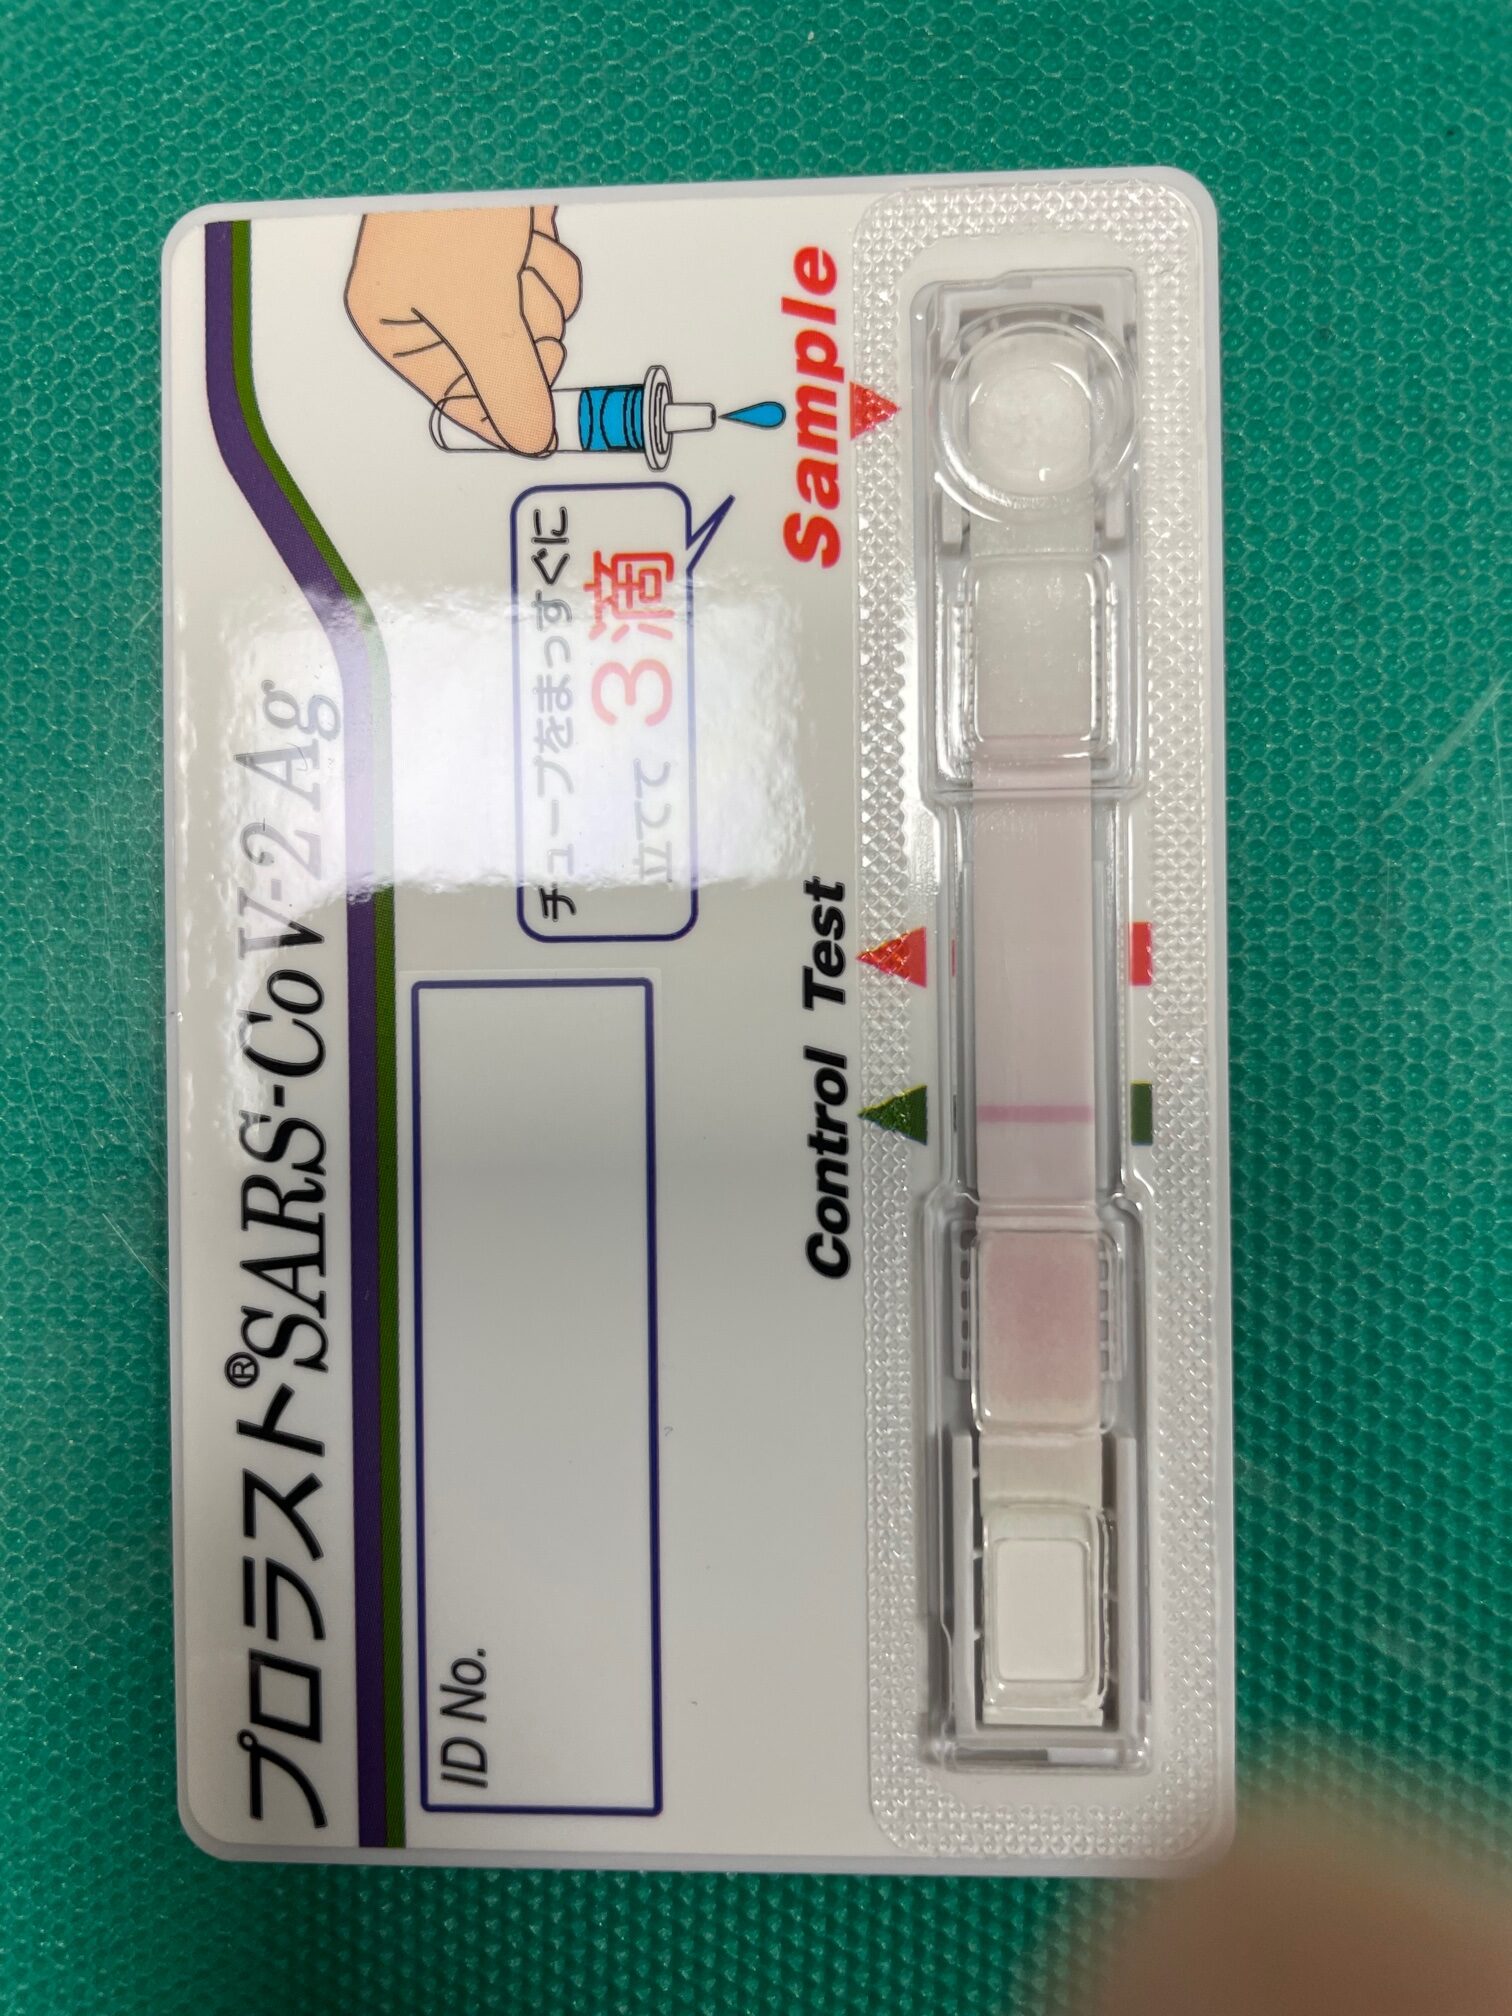 プロラスト®SARS-CoV-2 Ag
ID No.
チューブをまっすぐに
立てて 3滴
Control Test
Sample